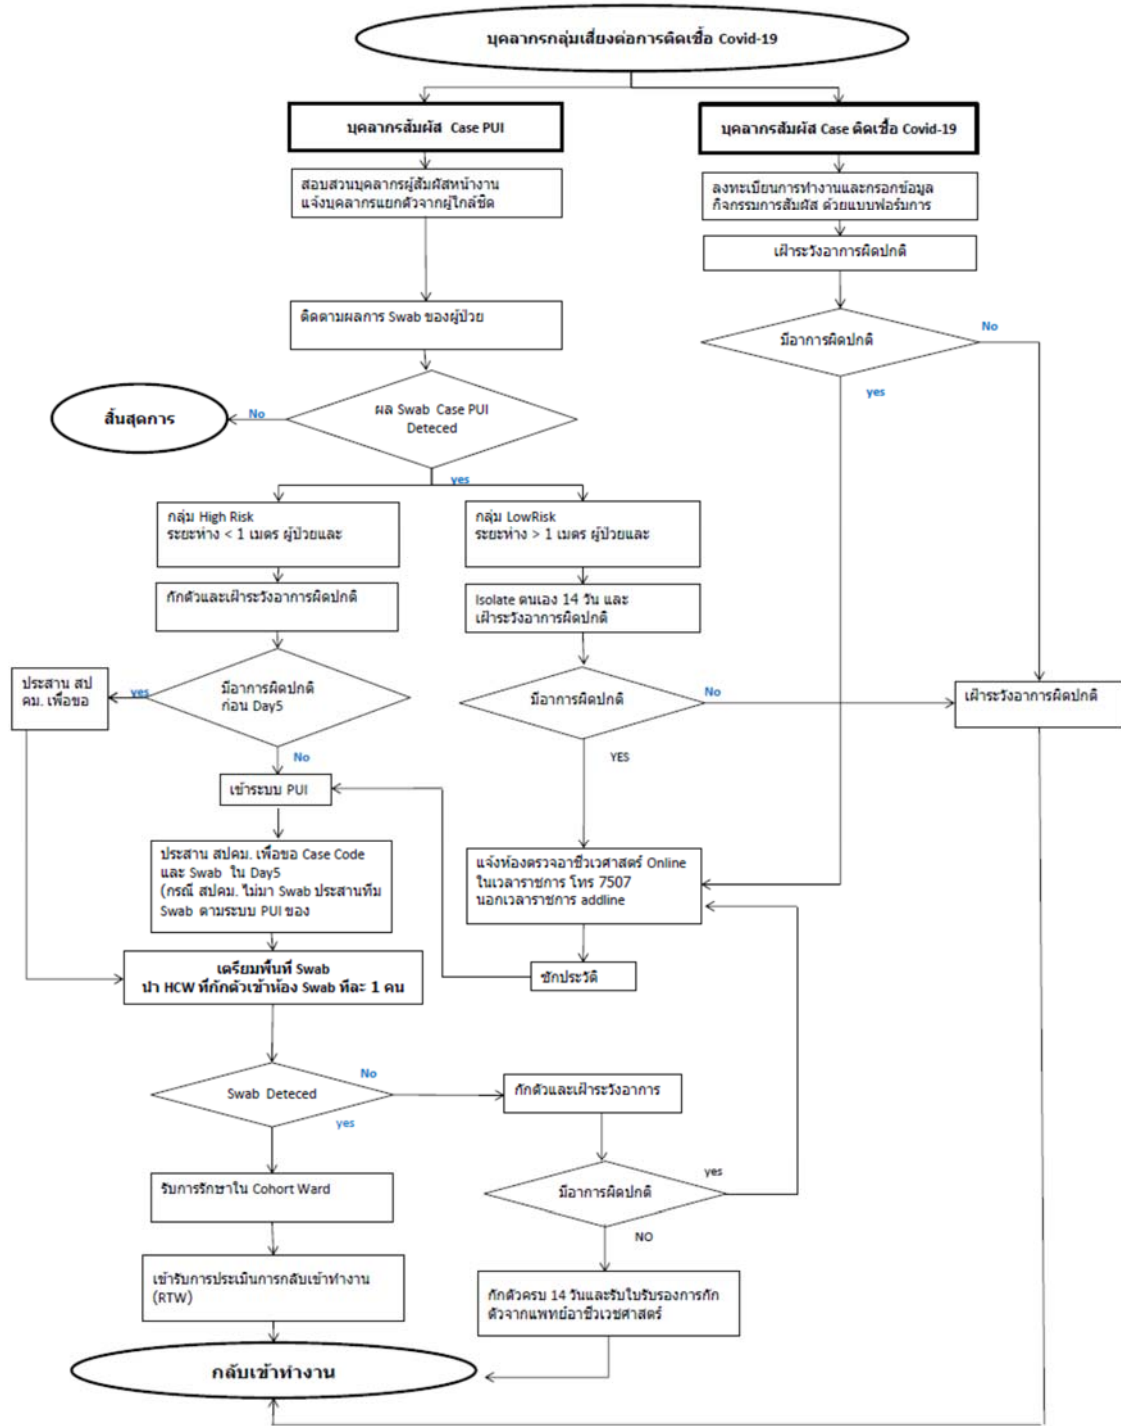 บุคลากรกลุ่มเสี่ยงต่อการติดเชื้อ Covid-19
บุคลากรสัมผัส Case PUI
บุคลากรสัมผัส Case ติดเชื้อ Covid-19
สอบสวนบุคลากรผู้สัมผัสหน้างาน
แจ้งบุคลากรแยกตัวจากผู้ใกล้ชิด
ลงทะเบียนการทำงานและกรอกข้อมูล
กิจกรรมการสัมผัส ด้วยแบบฟอร์มการ
เฝ้าระวังอาการผิดปกติ
ติดตามผลการ Swab ของผู้ป่วย
มีอาการผิดปกติ
No
yes
ผล Swab Case PUI
Deteced
No
สิ้นสุดการ
yes
กลุ่ม High Risk
ระยะห่าง < 1 เมตร ผู้ป่วยและ
กลุ่ม LowRisk
ระยะห่าง > 1 เมตร ผู้ป่วยและ
กักตัวและเฝ้าระวังอาการผิดปกติ
Isolate ตนเอง 14 วัน และ
เฝ้าระวังอาการผิดปกติ
ประสาน สป
คม. เพื่อขอ
yes
มีอาการผิดปกติ
ก่อน Day5
มีอาการผิดปกติ
No
เฝ้าระวังอาการผิดปกติ
No
YES
เข้าระบบ PUI
ประสาน สปคม. เพื่อขอ Case Code
และ Swab ใน Day5
(กรณี สปคม. ไม่มา Swab ประสานทีม
Swab ตามระบบ PUI ของ
แจ้งห้องตรวจอาชีวเวศาสตร์ Online
ในเวลาราชการ โทร 7507
นอกเวลาราชการ addline
เตรียมพื้นที่ Swab
นำ HCW ที่กักตัวเข้าห้อง Swab ทีละ 1 คน
ซักประวัติ
Swab Deteced
No
yes
กักตัวและเฝ้าระวังอาการ
รับการรักษาใน Cohort Ward
มีอาการผิดปกติ
yes
NO
เข้ารับการประเมินการกลับเข้าทำงาน
(RTW)
กักตัวครบ 14 วันและรับใบรับรองการกัก
ตัวจากแพทย์อาชีวเวชศาสตร์
กลับเข้าทำงาน